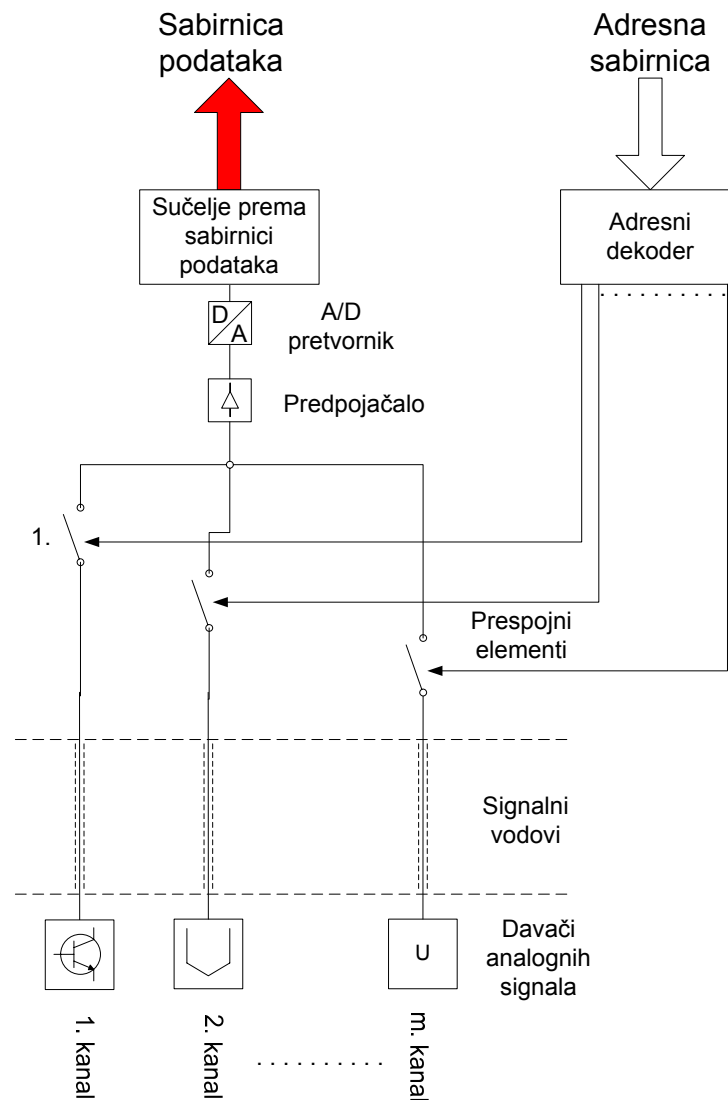 Sabirnica
podataka
Adresna
sabirnica
Sučelje prema
sabirnici
podataka
Adresni
dekoder
D
A
A/D
pretvornik
Predpojačalo
1.
Prespojni
elementi
Signalni
vodovi
U
Davači
analognih
signala
1. kanal
2. kanal
m. kanal